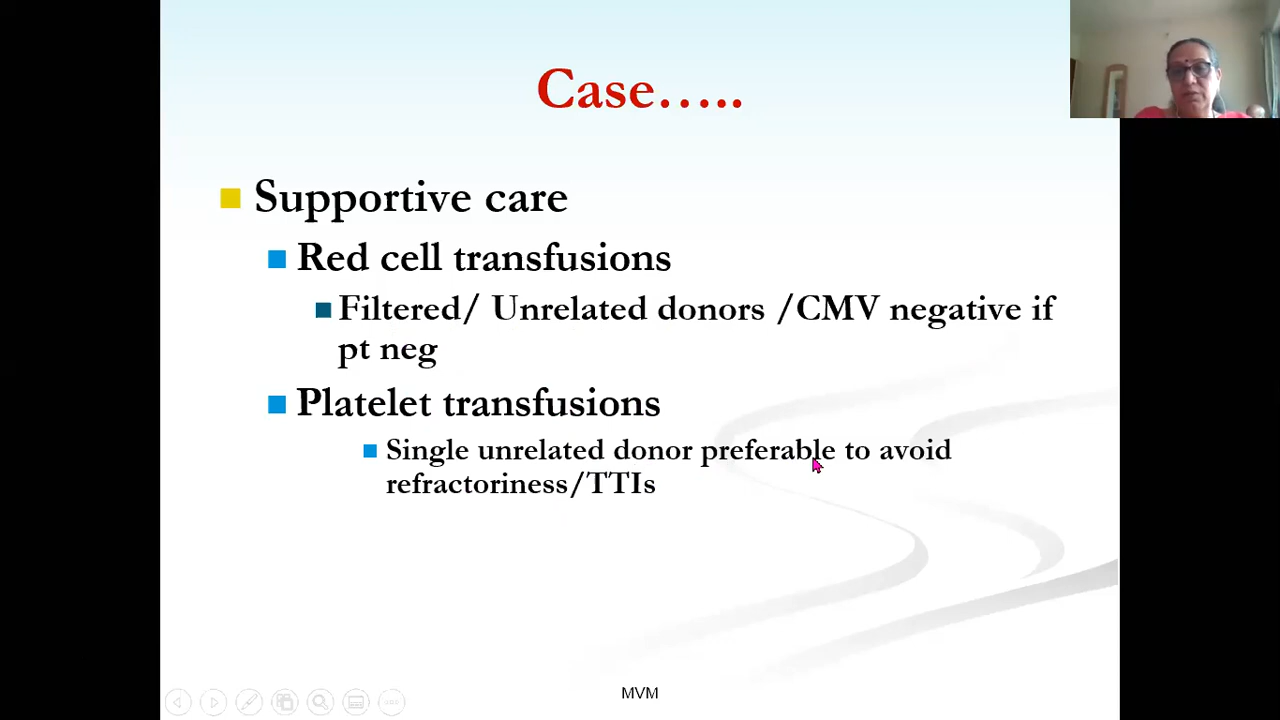 Case…..
Supportive care
Red cell transfusions
Filtered/ Unrelated donors /CMV negative if
pt neg
Platelet transfusions
Single unrelated donor preferable to avoid
refractoriness/TTIs
MVM